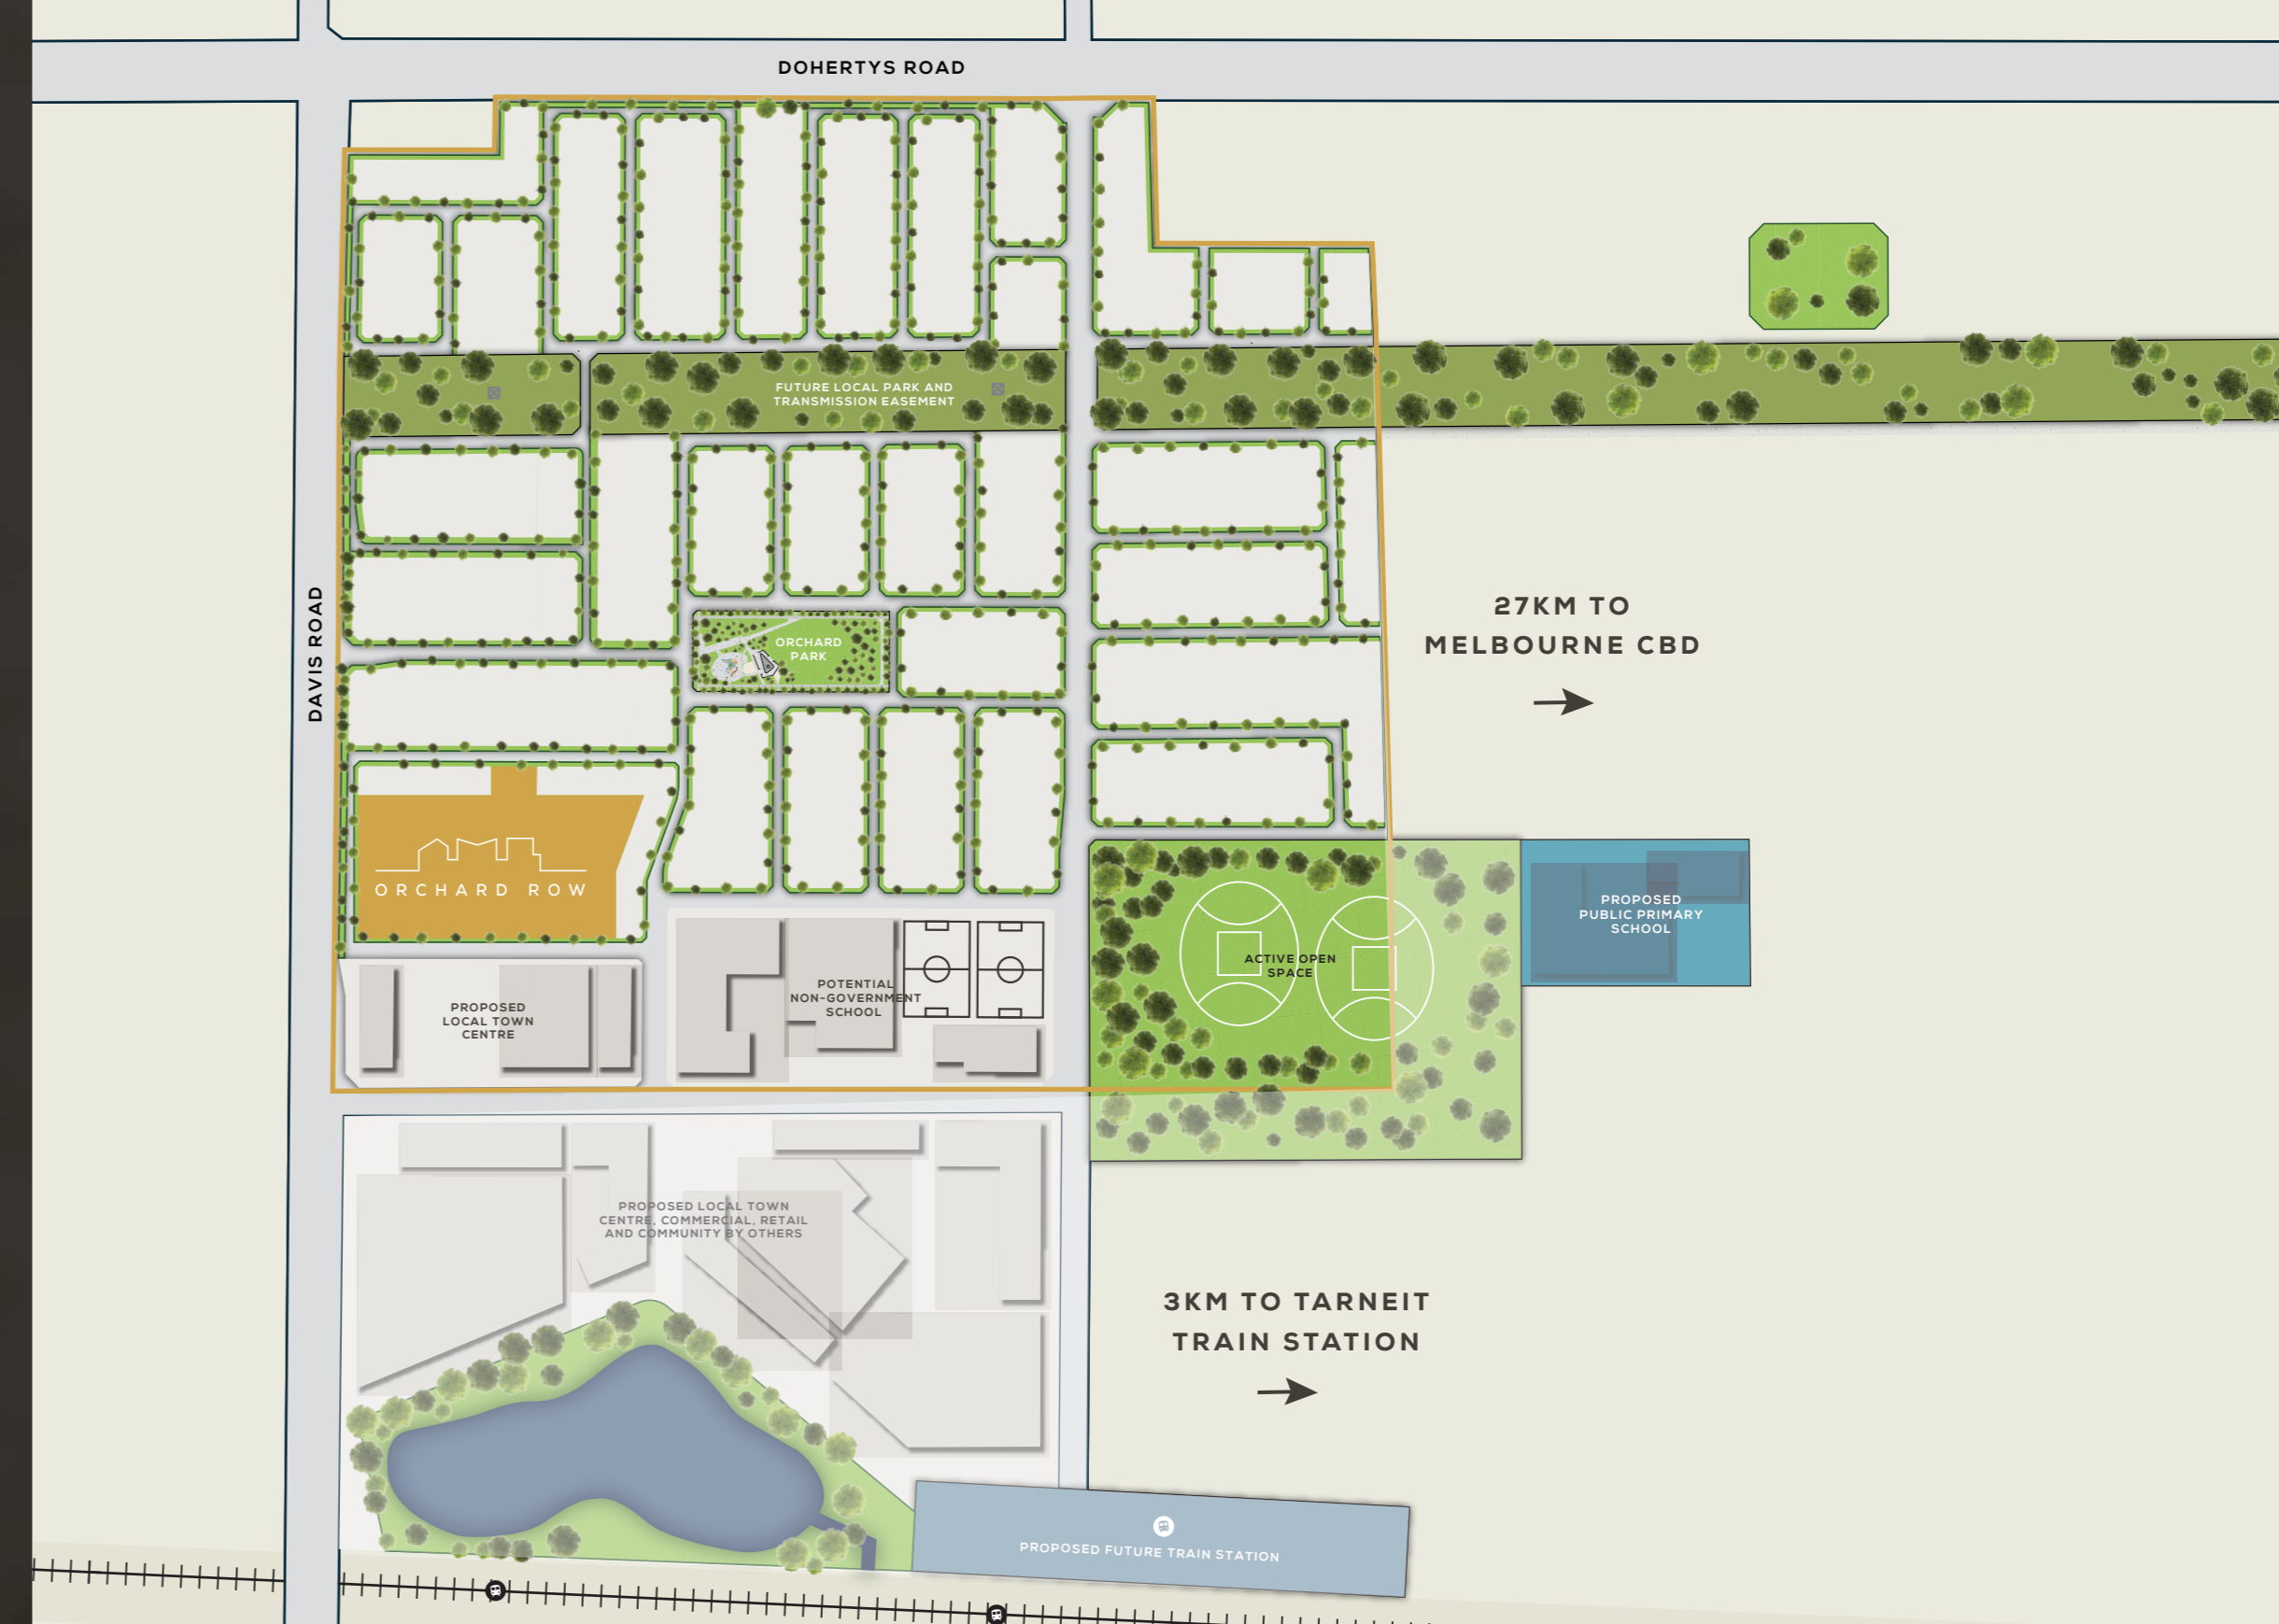 DOHERTYS ROAD
FUTURE LOCAL PARK AND
TRANSMISSION EASEMENT
DAVIS ROAD
27KM TO
MELBOURNE CBD
ORCHARD
PARK
ORCHARD ROW
PROPOSED
PUBLIC PRIMARY
SCHOOL
ACTIVE OPEN
SPACE
POTENTIAL
NON-GOVERNMENT
SCHOOL
PROPOSED
LOCAL TOWN
CENTRE
PROPOSED LOCAL TOWN
CENTRE, COMMERCIAL, RETAIL
AND COMMUNITY BY OTHERS
3KM TO TARNEIT
TRAIN STATION
PROPOSED FUTURE TRAIN STATION